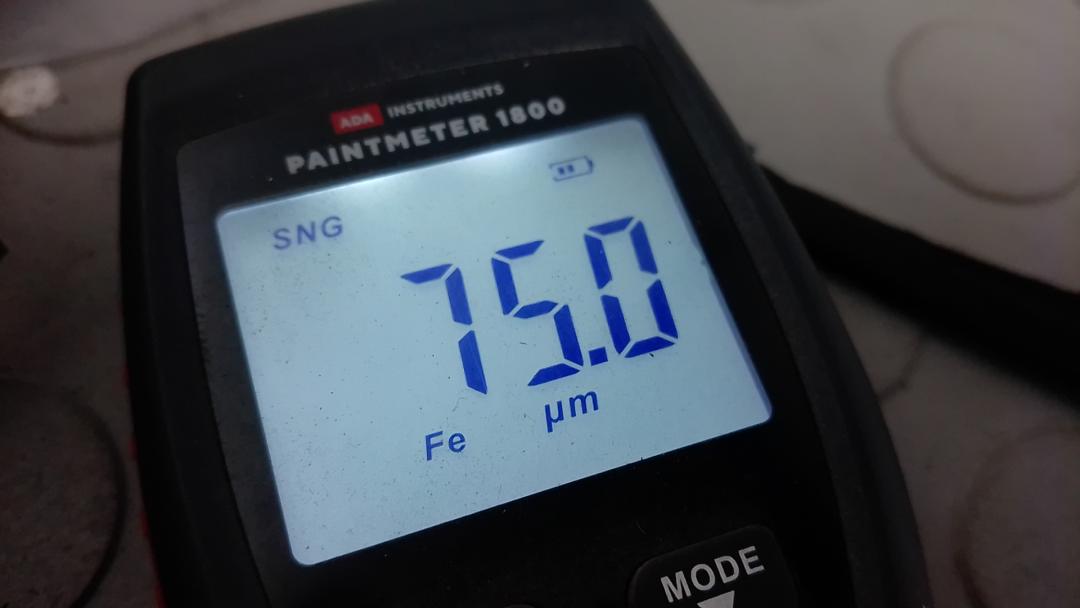 ADA INSTRUMENTS
PAINTMETER 1800
SNG
75.0
Fe μm
MODE